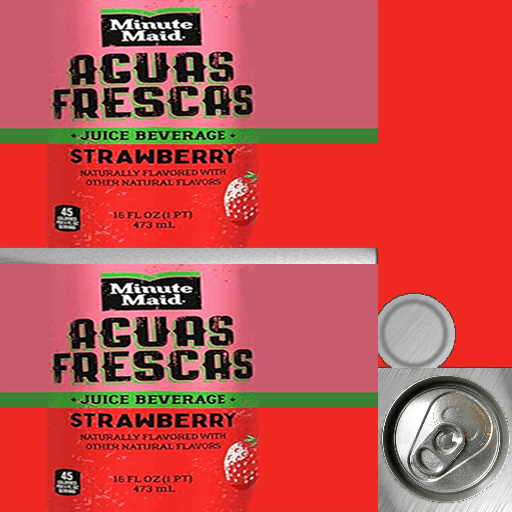 Minute
Maid
AGUAS
FRESCAS
• JUICE BEVERAGE •
STRAWBERRY
NATURALLY FLAVORED WITH
OTHER NATURAL FLAVORS
45
16 FL OZ (1 PT)
473 mL
Minute
Maid
AGUAS
FRESCAS
• JUICE BEVERAGE •
STRAWBERRY
NATURALLY FLAVORED WITH
OTHER NATURAL FLAVORS
45
16 FL OZ (1 PT)
473 mL